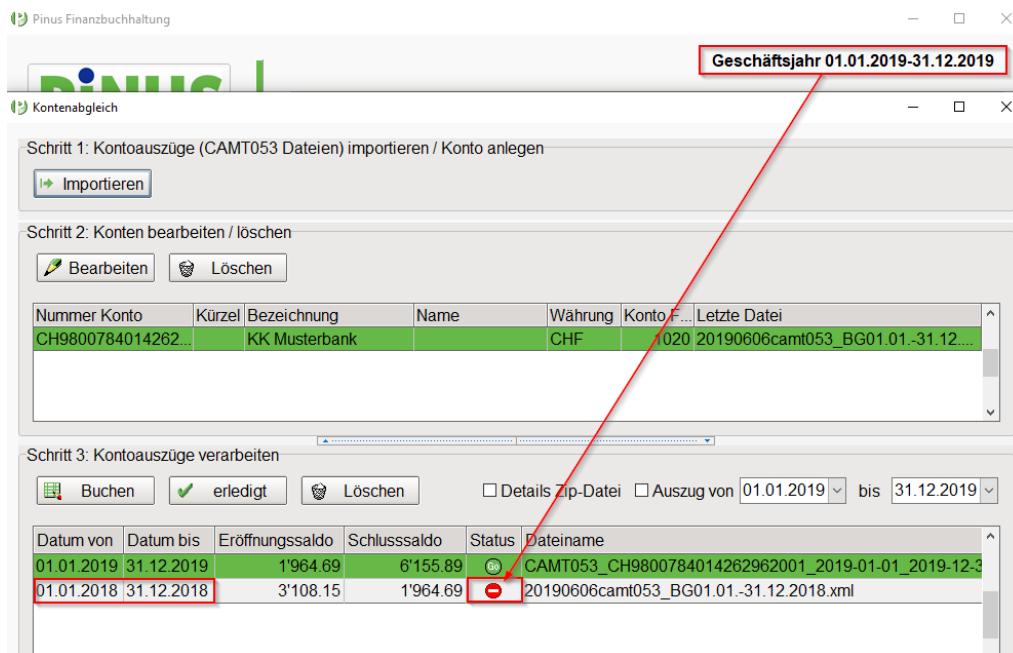 Pinus Finanzbuchhaltung
Geschäftsjahr 01.01.2019-31.12.2019
PINUS
Kontenabgleich
Schritt 1: Kontoauszüge (CAMT053 Dateien) importieren / Konto anlegen
Importieren
Schritt 2: Konten bearbeiten / löschen
Bearbeiten Löschen
Nummer Konto Kürzel Bezeichnung Name Währung Konto F... Letzte Datei
CH9800784014262... KK Musterbank CHF 1020 20190606camt053_BG01.01.-31.12....
Schritt 3: Kontoauszüge verarbeiten
Buchen erledigt Löschen Details Zip-Datei Auszug von 01.01.2019 bis 31.12.2019
Datum von Datum bis Eröffnungssaldo Schlusssaldo Status Dateiname
01.01.2019 31.12.2019 1'964.69 6'155.89 Go CAMT053_CH9800784014262962001_2019-01-01_2019-12-3
01.01.2018 31.12.2018 3'108.15 1'964.69 20190606camt053_BG01.01.-31.12.2018.xml